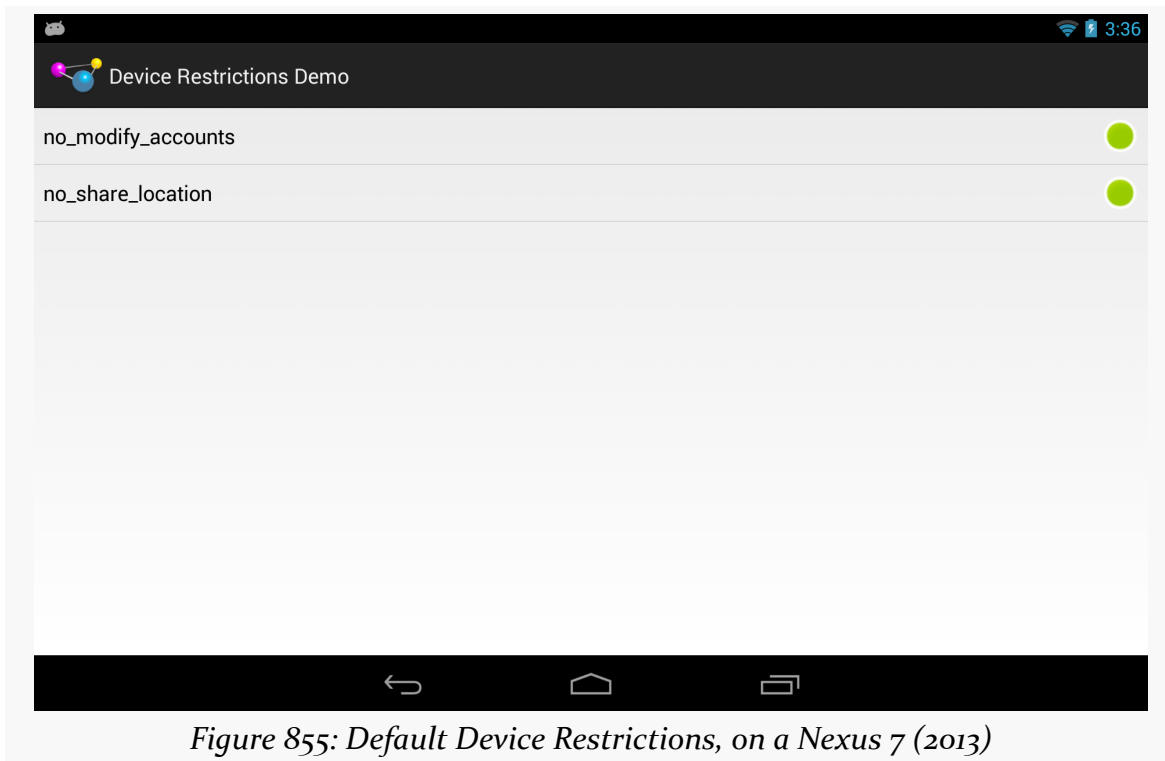 3:36
Device Restrictions Demo
no_modify_accounts
no_share_location
Figure 855: Default Device Restrictions, on a Nexus 7 (2013)